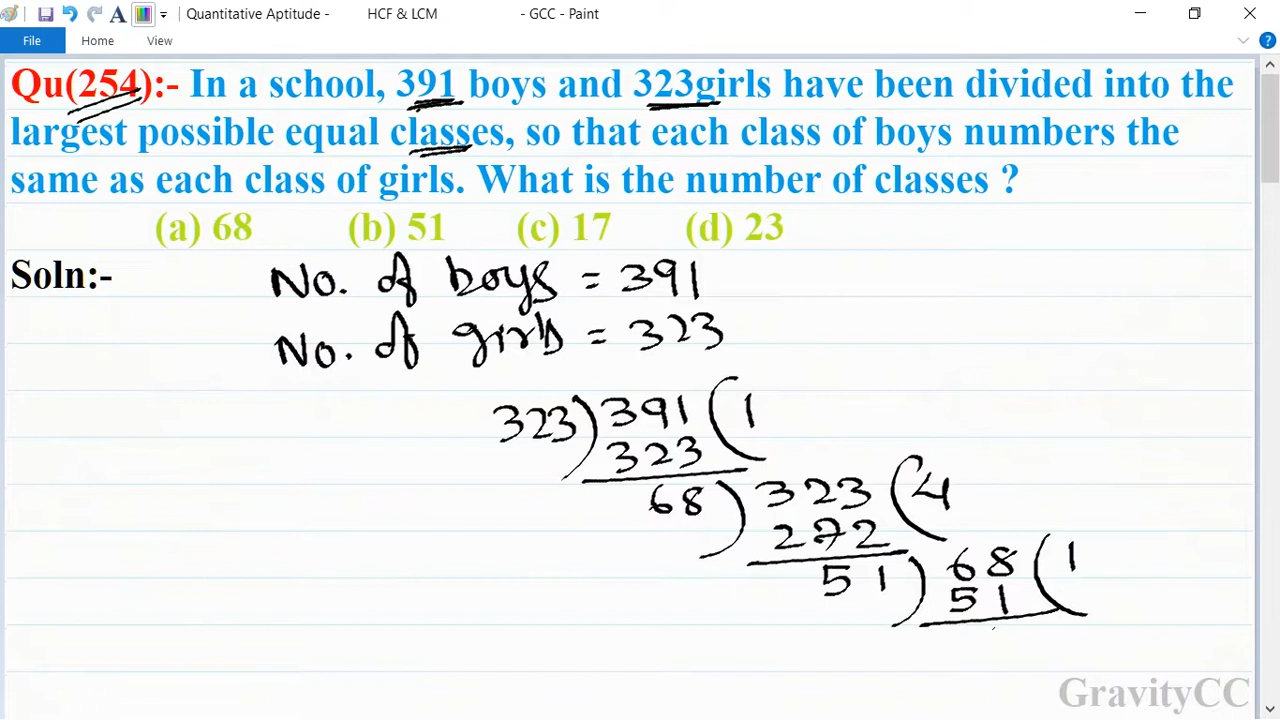 Quantitative Aptitude - HCF & LCM - GCC - Paint
File Home View
Qu(254):- In a school, 391 boys and 323girls have been divided into the
largest possible equal classes, so that each class of boys numbers the
same as each class of girls. What is the number of classes ?
(a) 68 (b) 51 (c) 17 (d) 23
Soln:- No. of boys = 391
No. of girls = 323
323) 391 (1
323
68) 323 (4
272
51) 68 (1
51
GravityCC